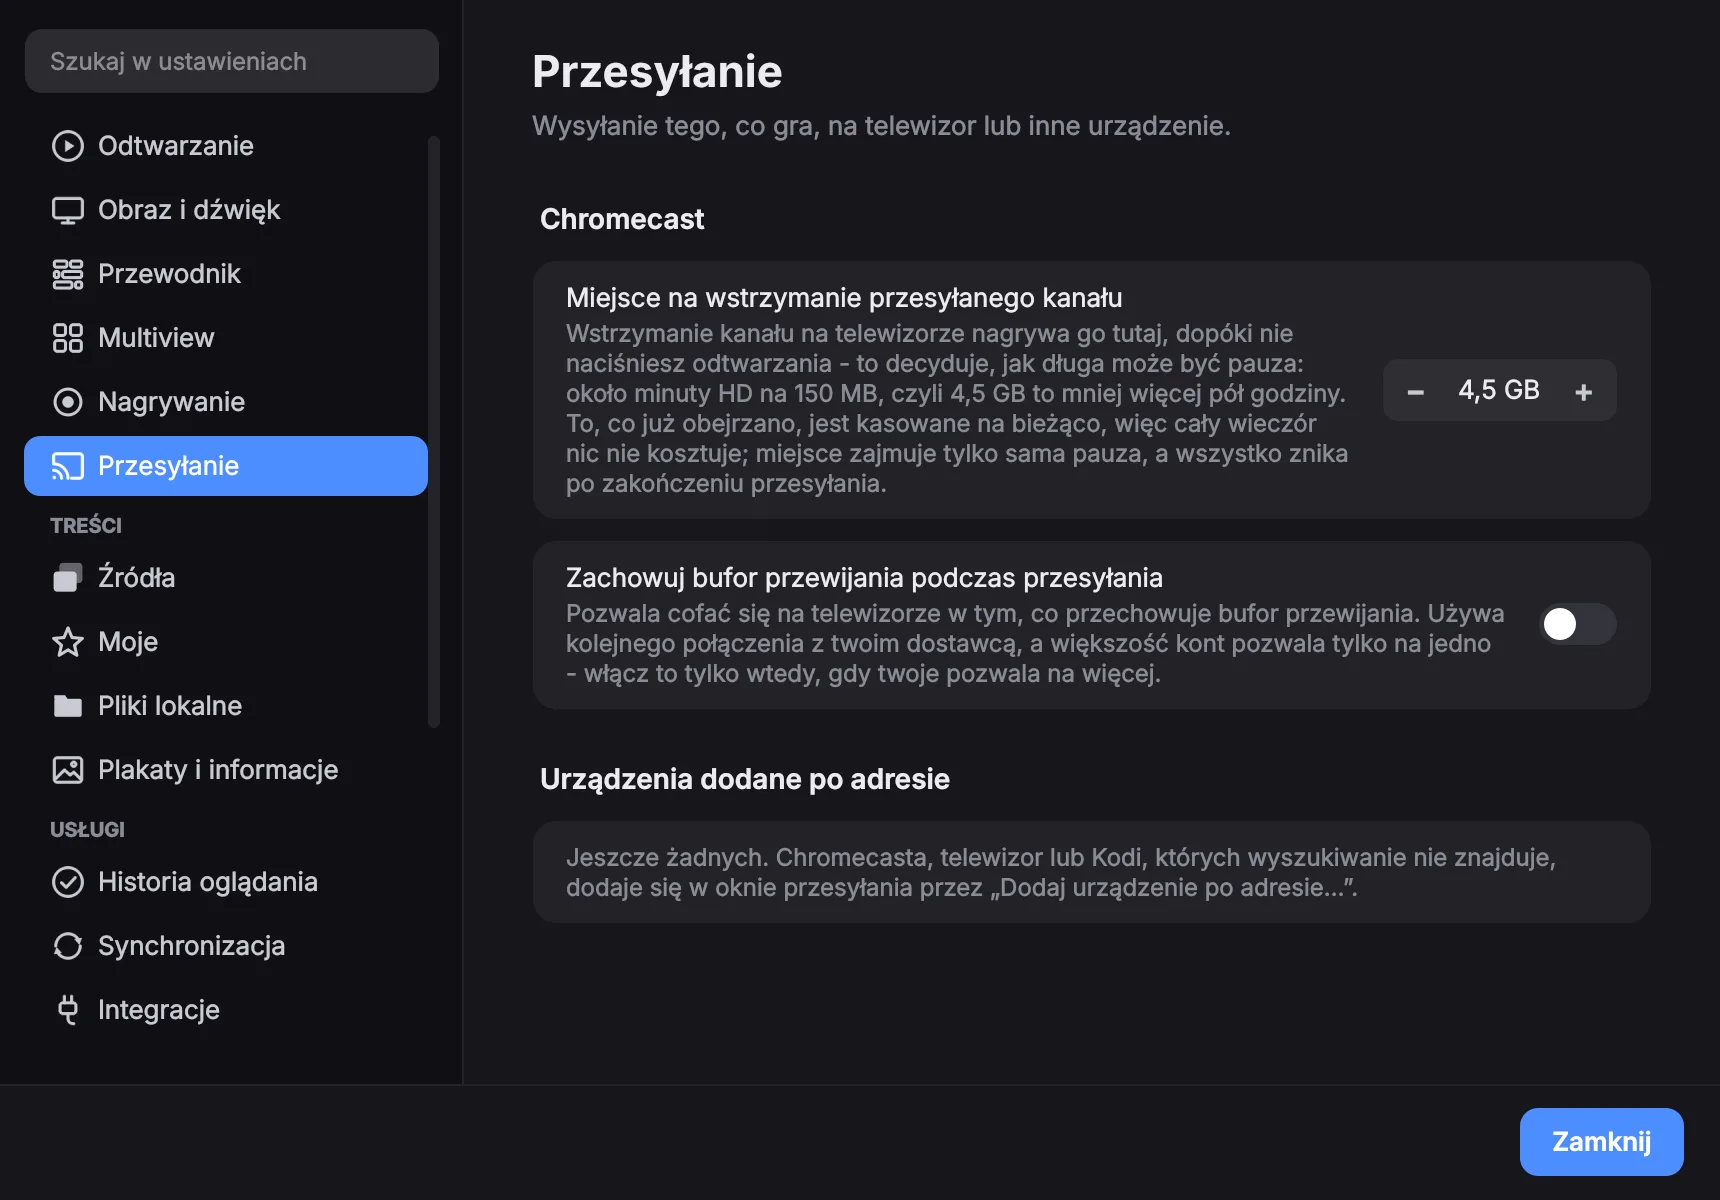 Szukaj w ustawieniach
Odtwarzanie
Obraz i dźwięk
Przewodnik
Multiview
Nagrywanie
Przesyłanie
TREŚCI
Źródła
Moje
Pliki lokalne
Plakaty i informacje
USŁUGI
Historia oglądania
Synchronizacja
Integracje
Przesyłanie
Wysyłanie tego, co gra, na telewizor lub inne urządzenie.
Chromecast
Miejsce na wstrzymanie przesyłanego kanału
Wstrzymanie kanału na telewizorze nagrywa go tutaj, dopóki nie
naciśniesz odtwarzania - to decyduje, jak długa może być pauza:
około minuty HD na 150 MB, czyli 4,5 GB to mniej więcej pół godziny.
To, co już obejrzano, jest kasowane na bieżąco, więc cały wieczór
nic nie kosztuje; miejsce zajmuje tylko sama pauza, a wszystko znika
po zakończeniu przesyłania.
− 4,5 GB +
Zachowuj bufor przewijania podczas przesyłania
Pozwala cofać się na telewizorze w tym, co przechowuje bufor przewijania. Używa
kolejnego połączenia z twoim dostawcą, a większość kont pozwala tylko na jedno
- włącz to tylko wtedy, gdy twoje pozwala na więcej.
Urządzenia dodane po adresie
Jeszcze żadnych. Chromecasta, telewizor lub Kodi, których wyszukiwanie nie znajduje,
dodaje się w oknie przesyłania przez „Dodaj urządzenie po adresie...”.
Zamknij